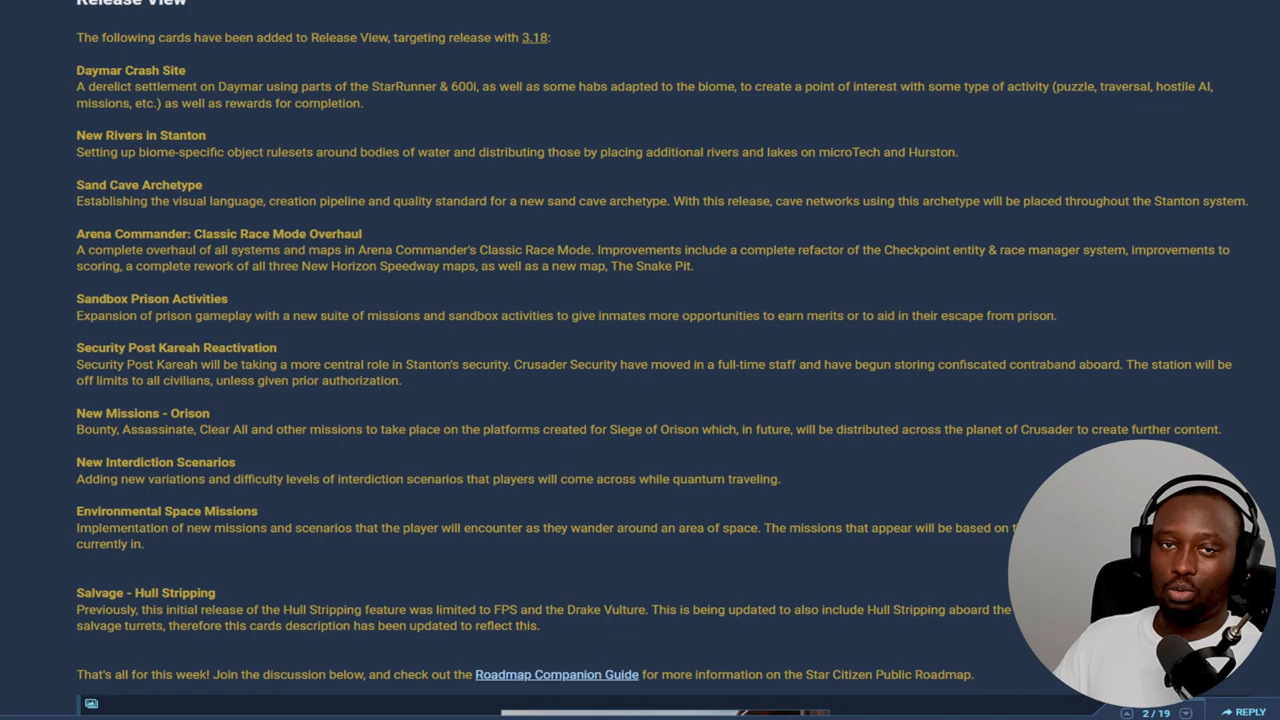 Release View
The following cards have been added to Release View, targeting release with 3.18:
Daymar Crash Site
A derelict settlement on Daymar using parts of the StarRunner & 600i, as well as some habs adapted to the biome, to create a point of interest with some type of activity (puzzle, traversal, hostile AI,
missions, etc.) as well as rewards for completion.
New Rivers in Stanton
Setting up biome-specific object rulesets around bodies of water and distributing those by placing additional rivers and lakes on microTech and Hurston.
Sand Cave Archetype
Establishing the visual language, creation pipeline and quality standard for a new sand cave archetype. With this release, cave networks using this archetype will be placed throughout the Stanton system.
Arena Commander: Classic Race Mode Overhaul
A complete overhaul of all systems and maps in Arena Commander's Classic Race Mode. Improvements include a complete refactor of the Checkpoint entity & race manager system, improvements to
scoring, a complete rework of all three New Horizon Speedway maps, as well as a new map, The Snake Pit.
Sandbox Prison Activities
Expansion of prison gameplay with a new suite of missions and sandbox activities to give inmates more opportunities to earn merits or to aid in their escape from prison.
Security Post Kareah Reactivation
Security Post Kareah will be taking a more central role in Stanton's security. Crusader Security have moved in a full-time staff and have begun storing confiscated contraband aboard. The station will be
off limits to all civilians, unless given prior authorization.
New Missions - Orison
Bounty, Assassinate, Clear All and other missions to take place on the platforms created for Siege of Orison which, in future, will be distributed across the planet of Crusader to create further content.
New Interdiction Scenarios
Adding new variations and difficulty levels of interdiction scenarios that players will come across while quantum traveling.
Environmental Space Missions
Implementation of new missions and scenarios that the player will encounter as they wander around an area of space. The missions that appear will be based on
currently in.
Salvage - Hull Stripping
Previously, this initial release of the Hull Stripping feature was limited to FPS and the Drake Vulture. This is being updated to also include Hull Stripping aboard the
salvage turrets, therefore this cards description has been updated to reflect this.
That's all for this week! Join the discussion below, and check out the Roadmap Companion Guide for more information on the Star Citizen Public Roadmap.
2 / 19 REPLY